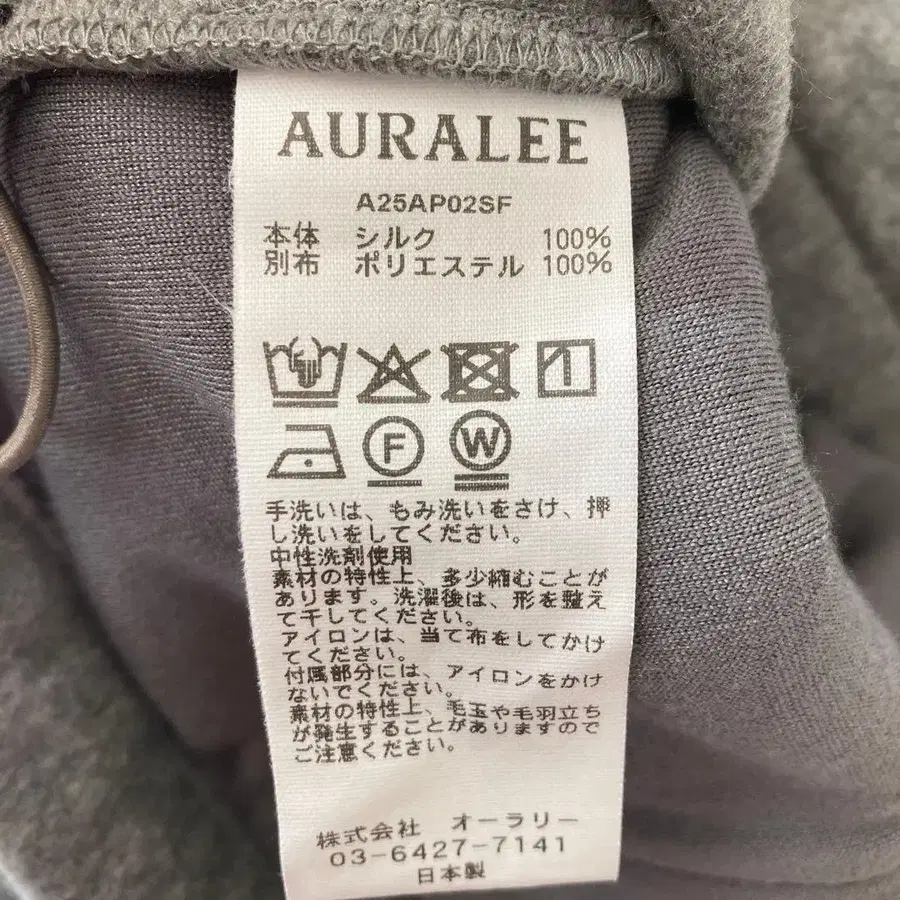 AURALEE
A25AP02SF
本体 シルク 100%
別布 ポリエステル 100%
F W
手洗いは、もみ洗いをさけ、押
し洗いをしてください。
中性洗剤使用
素材の特性上、多少縮むことが
あります。洗濯後は、形を整え
て干してください。
アイロンは、当て布をしてかけ
てください。
付属部分には、アイロンをかけ
ないでください。
素材の特性上、毛玉や毛羽立ち
が発生することがありますので
ご注意ください。
株式会社 オーラリー
03-6427-7141
日本製